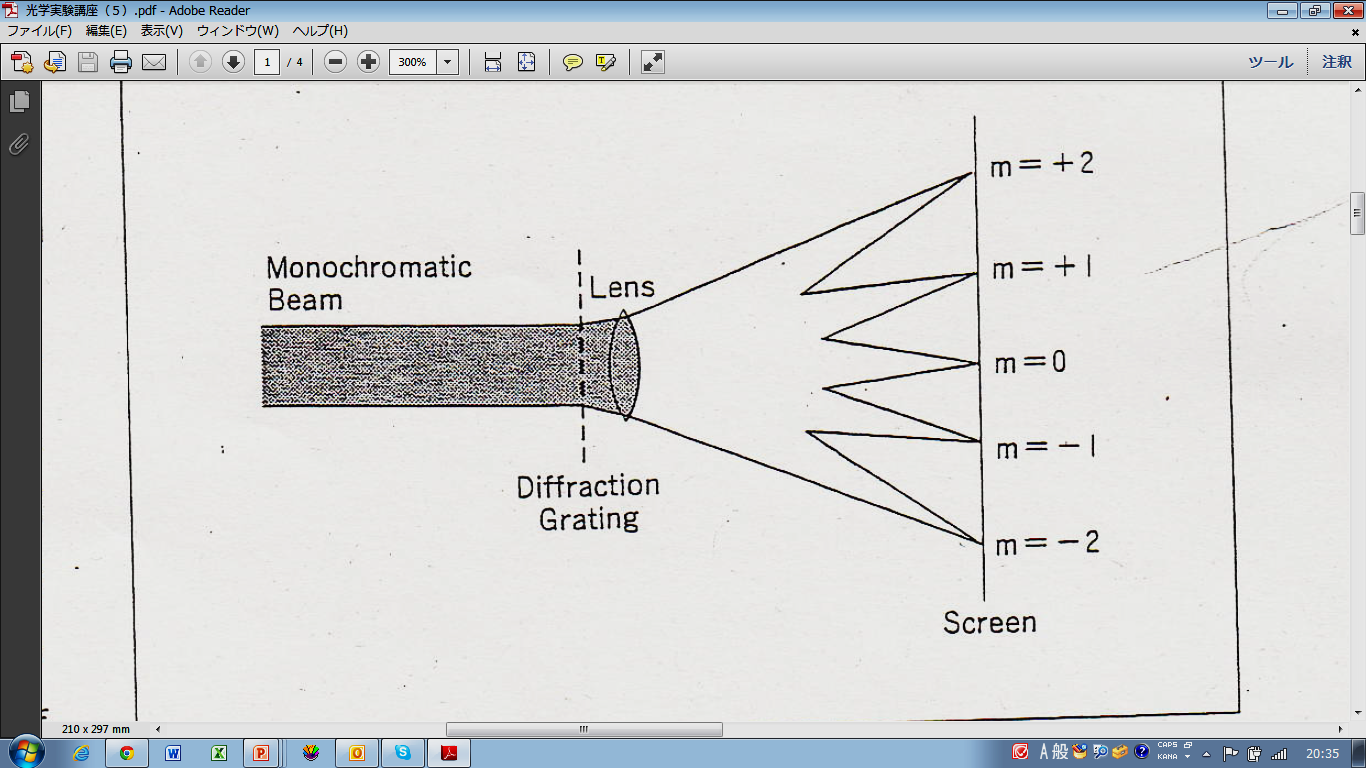 光学実験講座（5）.pdf - Adobe Reader
ファイル(F) 編集(E) 表示(V) ウィンドウ(W) ヘルプ(H)
1 / 4 300% ツール 注釈
m=+2
Monochromatic
Beam
Lens
m=+1
m=0
m=-1
Diffraction
Grating
m=-2
Screen
210 x 297 mm
A 般 CAPS KANA 20:35